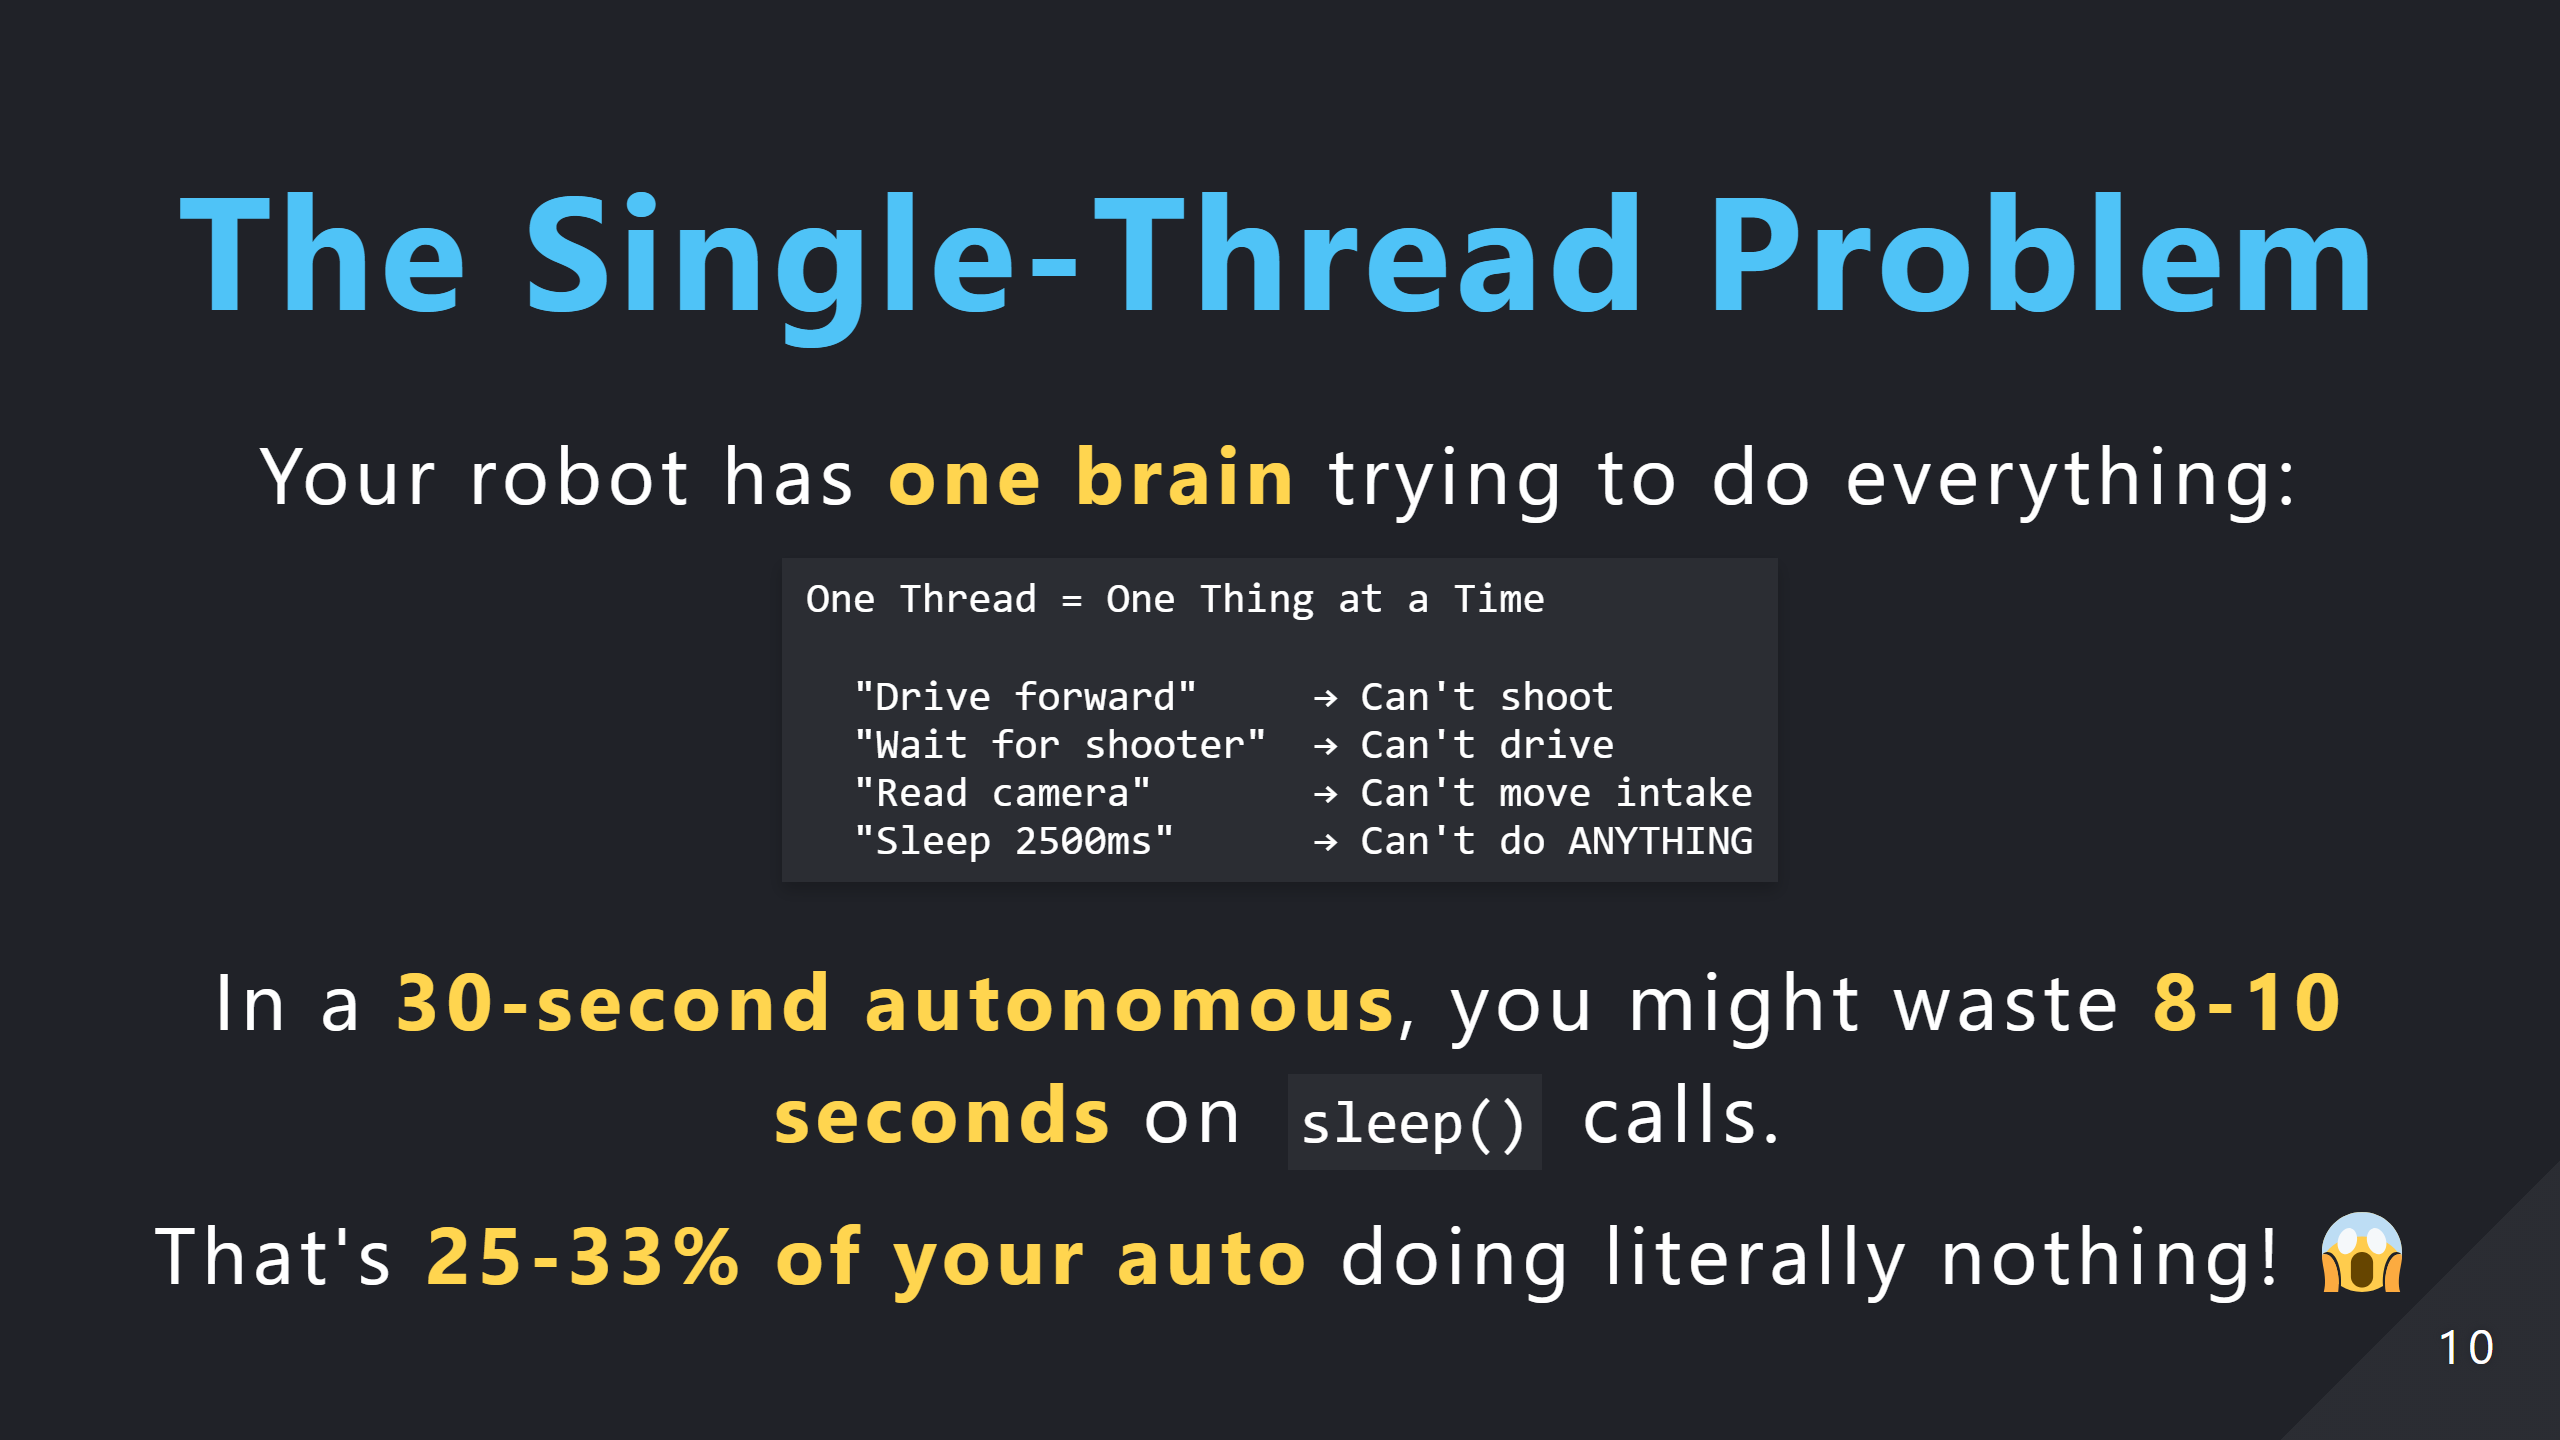 The Single-Thread Problem
Your robot has one brain trying to do everything:
One Thread = One Thing at a Time
"Drive forward" → Can't shoot
"Wait for shooter" → Can't drive
"Read camera" → Can't move intake
"Sleep 2500ms" → Can't do ANYTHING
In a 30-second autonomous, you might waste 8-10
seconds on sleep() calls.
That's 25-33% of your auto doing literally nothing! 😱
10